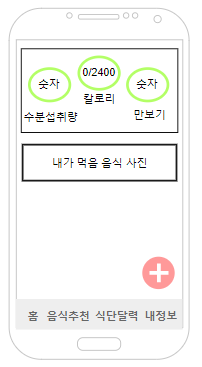 숫자 0/2400 숫자
수분섭취량 칼로리 만보기
내가 먹음 음식 사진
홈 음식추천 식단달력 내정보